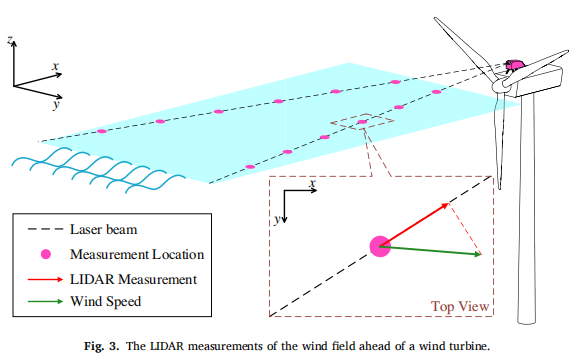 z
x
y
x
y
Laser beam
Measurement Location
LIDAR Measurement
Wind Speed
Top View
Fig. 3. The LIDAR measurements of the wind field ahead of a wind turbine.